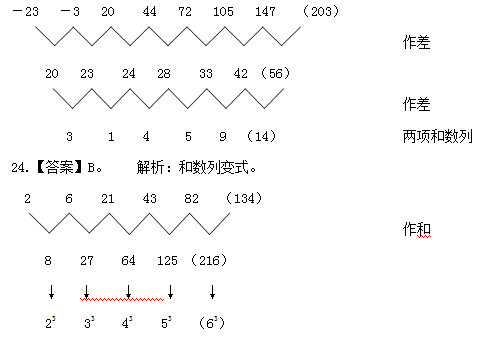 －23 －3 20 44 72 105 147 （203）
作差
20 23 24 28 33 42 （56）
作差
3 1 4 5 9 （14） 两项和数列
24.【答案】B。 解析：和数列变式。
2 6 21 43 82 （134）
作和
8 27 64 125 （216）
2³ 3³ 4³ 5³ （6³）